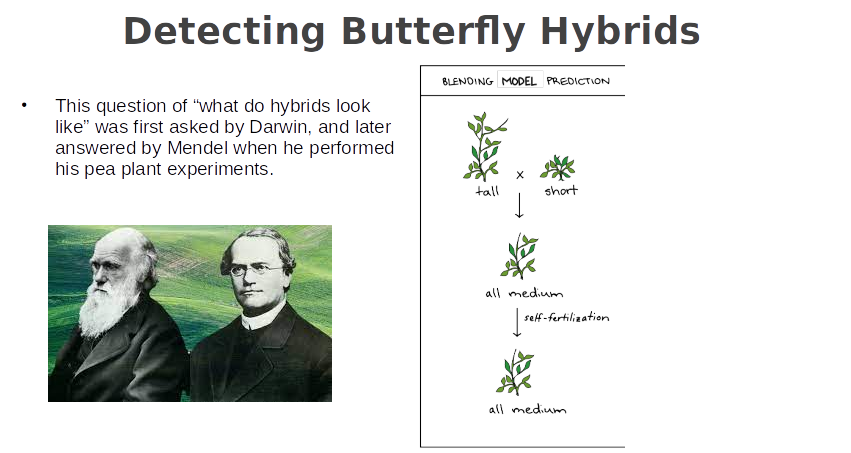 Detecting Butterfly Hybrids
• This question of “what do hybrids look
like” was first asked by Darwin, and later
answered by Mendel when he performed
his pea plant experiments.
BLENDING MODEL PREDICTION
tall x short
all medium
self-fertilization
all medium